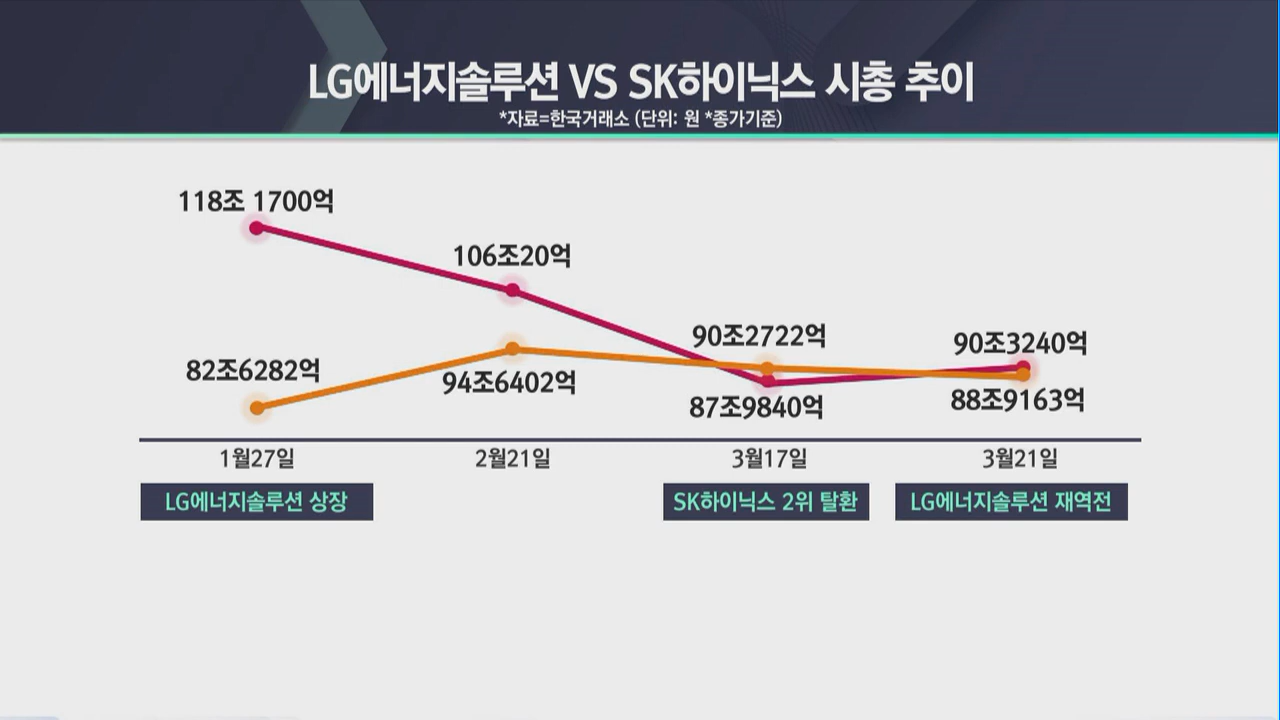 LG에너지솔루션 VS SK하이닉스 시총 추이
*자료=한국거래소 (단위: 원 *종가기준)
118조 1700억
106조20억
90조2722억
90조3240억
82조6282억
94조6402억
87조9840억
88조9163억
1월27일
2월21일
3월17일
3월21일
LG에너지솔루션 상장
SK하이닉스 2위 탈환
LG에너지솔루션 재역전